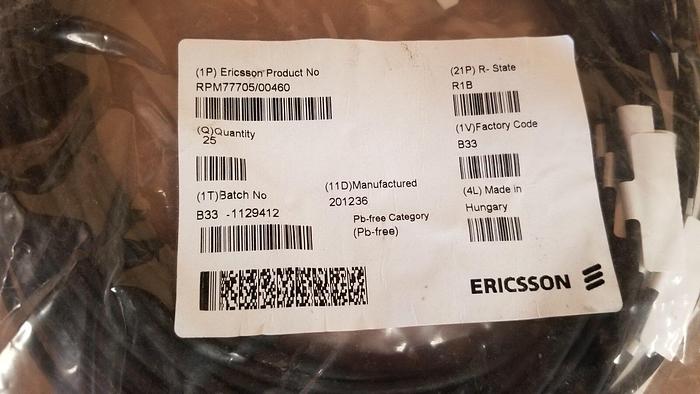 (1P) Ericsson Product No
RPM77705/00460
(Q)Quantity
25
(1T)Batch No
B33 -1129412
(11D)Manufactured
201236
Pb-free Category
(Pb-free)
(21P) R- State
R1B
(1V)Factory Code
B33
(4L) Made in
Hungary
ERICSSON